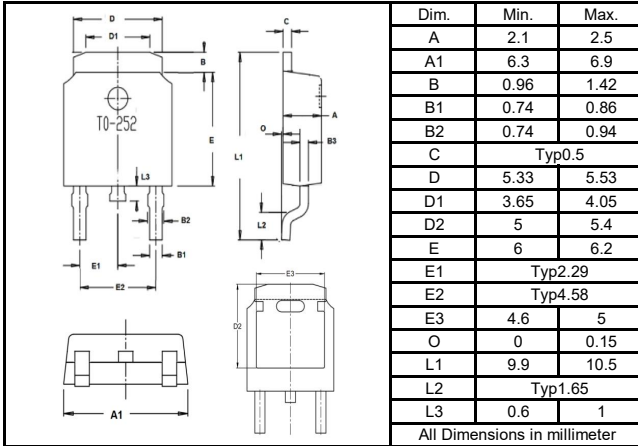 D
D1
C
B
A
TO-252
O
B3
E
L1
L3
L2
B2
B1
E1
E2
E3
D2
A1
Dim. Min. Max.
A 2.1 2.5
A1 6.3 6.9
B 0.96 1.42
B1 0.74 0.86
B2 0.74 0.94
C Typ0.5
D 5.33 5.53
D1 3.65 4.05
D2 5 5.4
E 6 6.2
E1 Typ2.29
E2 Typ4.58
E3 4.6 5
O 0 0.15
L1 9.9 10.5
L2 Typ1.65
L3 0.6 1
All Dimensions in millimeter